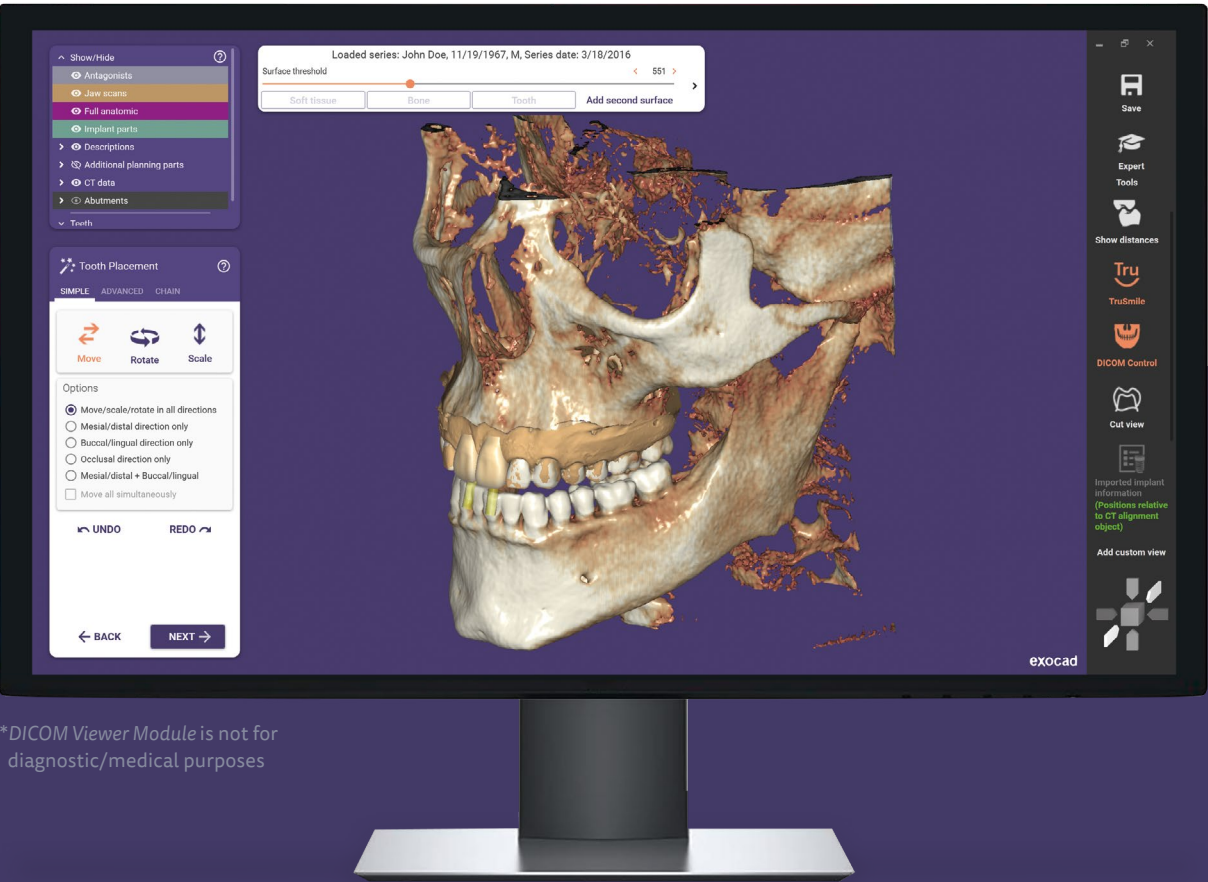 Show/Hide
Antagonists
Jaw scans
Full anatomic
Implant parts
Descriptions
Additional planning parts
CT data
Abutments
Teeth
Tooth Placement
SIMPLE ADVANCED CHAIN
Move Rotate Scale
Options
Move/scale/rotate in all directions
Mesial/distal direction only
Buccal/lingual direction only
Occlusal direction only
Mesial/distal + Buccal/lingual
Move all simultaneously
UNDO REDO
BACK NEXT
Loaded series: John Doe, 11/19/1967, M, Series date: 3/18/2016
Surface threshold 551
Soft tissue Bone Tooth Add second surface
Save
Expert
Tools
Show distances
Tru
TruSmile
DICOM Control
Cut view
Imported implant
information
(Positions relative
to CT alignment
object)
Add custom view
exocad
*DICOM Viewer Module is not for
diagnostic/medical purposes